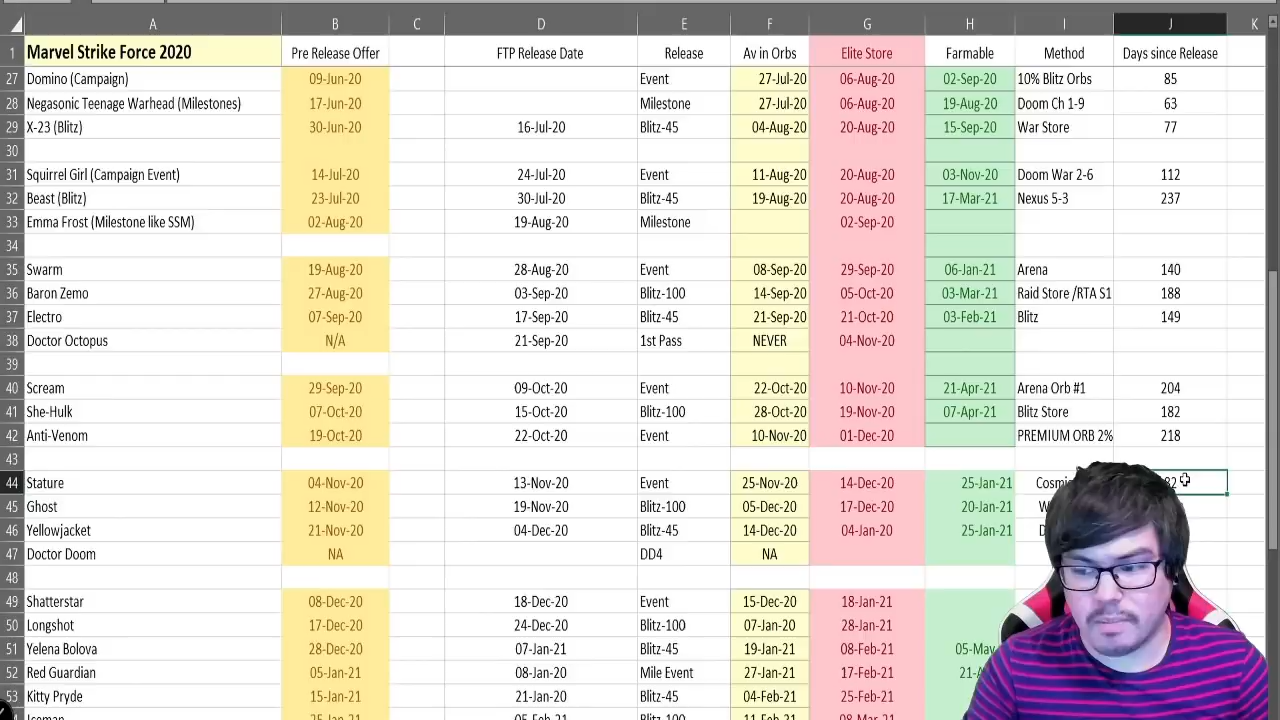 A B C D E F G H I J K
1 Marvel Strike Force 2020 Pre Release Offer FTP Release Date Release Av in Orbs Elite Store Farmable Method Days since Release
27 Domino (Campaign) 09-Jun-20 Event 27-Jul-20 06-Aug-20 02-Sep-20 10% Blitz Orbs 85
28 Negasonic Teenage Warhead (Milestones) 17-Jun-20 Milestone 27-Jul-20 06-Aug-20 19-Aug-20 Doom Ch 1-9 63
29 X-23 (Blitz) 30-Jun-20 16-Jul-20 Blitz-45 04-Aug-20 20-Aug-20 15-Sep-20 War Store 77
30
31 Squirrel Girl (Campaign Event) 14-Jul-20 24-Jul-20 Event 11-Aug-20 20-Aug-20 03-Nov-20 Doom War 2-6 112
32 Beast (Blitz) 23-Jul-20 30-Jul-20 Blitz-45 19-Aug-20 20-Aug-20 17-Mar-21 Nexus 5-3 237
33 Emma Frost (Milestone like SSM) 02-Aug-20 19-Aug-20 Milestone 02-Sep-20
34
35 Swarm 19-Aug-20 28-Aug-20 Event 08-Sep-20 29-Sep-20 06-Jan-21 Arena 140
36 Baron Zemo 27-Aug-20 03-Sep-20 Blitz-100 14-Sep-20 05-Oct-20 03-Mar-21 Raid Store /RTA S1 188
37 Electro 07-Sep-20 17-Sep-20 Blitz-45 21-Sep-20 21-Oct-20 03-Feb-21 Blitz 149
38 Doctor Octopus N/A 21-Sep-20 1st Pass NEVER 04-Nov-20
39
40 Scream 29-Sep-20 09-Oct-20 Event 22-Oct-20 10-Nov-20 21-Apr-21 Arena Orb #1 204
41 She-Hulk 07-Oct-20 15-Oct-20 Blitz-100 28-Oct-20 19-Nov-20 07-Apr-21 Blitz Store 182
42 Anti-Venom 19-Oct-20 22-Oct-20 Event 10-Nov-20 01-Dec-20 PREMIUM ORB 2% 218
43
44 Stature 04-Nov-20 13-Nov-20 Event 25-Nov-20 14-Dec-20 25-Jan-21 82
45 Ghost 12-Nov-20 19-Nov-20 Blitz-100 05-Dec-20 17-Dec-20 20-Jan-21
46 Yellowjacket 21-Nov-20 04-Dec-20 Blitz-45 14-Dec-20 04-Jan-20 25-Jan-21
47 Doctor Doom NA DD4 NA
48
49 Shatterstar 08-Dec-20 18-Dec-20 Event 15-Dec-20 18-Jan-21
50 Longshot 17-Dec-20 24-Dec-20 Blitz-100 07-Jan-20 28-Jan-21
51 Yelena Bolova 28-Dec-20 07-Jan-21 Blitz-45 19-Jan-21 08-Feb-21 05-May
52 Red Guardian 05-Jan-21 08-Jan-20 Mile Event 27-Jan-21 17-Feb-21 21-
53 Kitty Pryde 15-Jan-21 21-Jan-20 Blitz-45 04-Feb-21 25-Feb-21
Iceman 25-Jan-21 05-Feb-21 Blitz-100 11-Feb-21 08-Mar-21